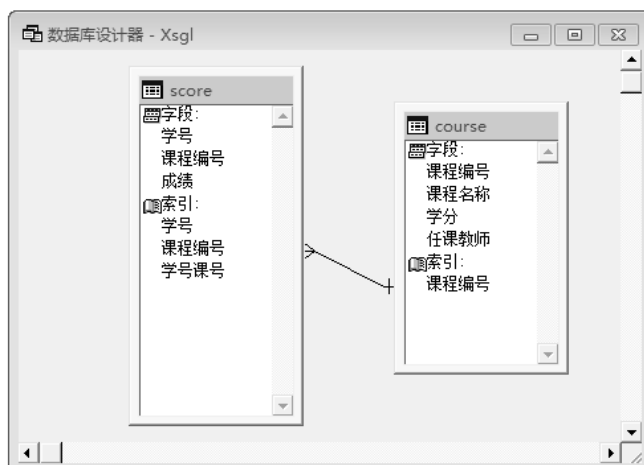 数据库设计器 - Xsgl
score
字段:
学号
课程编号
成绩
索引:
学号
课程编号
学号课号
course
字段:
课程编号
课程名称
学分
任课教师
索引:
课程编号